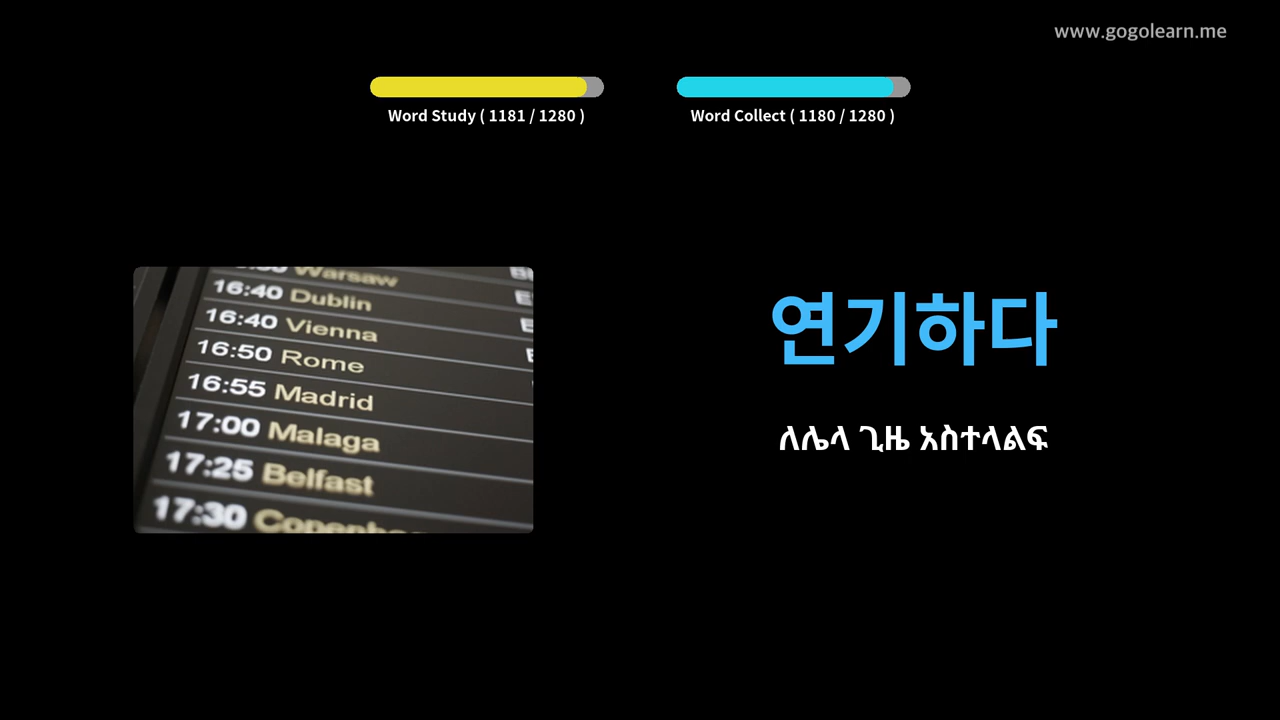 www.gogolearn.me
Word Study ( 1181 / 1280 )
Word Collect ( 1180 / 1280 )
Warsaw
16:40 Dublin
16:40 Vienna
16:50 Rome
16:55 Madrid
17:00 Malaga
17:25 Belfast
17:30
연기하다
ለሌላ ጊዜ አስተላልፍ